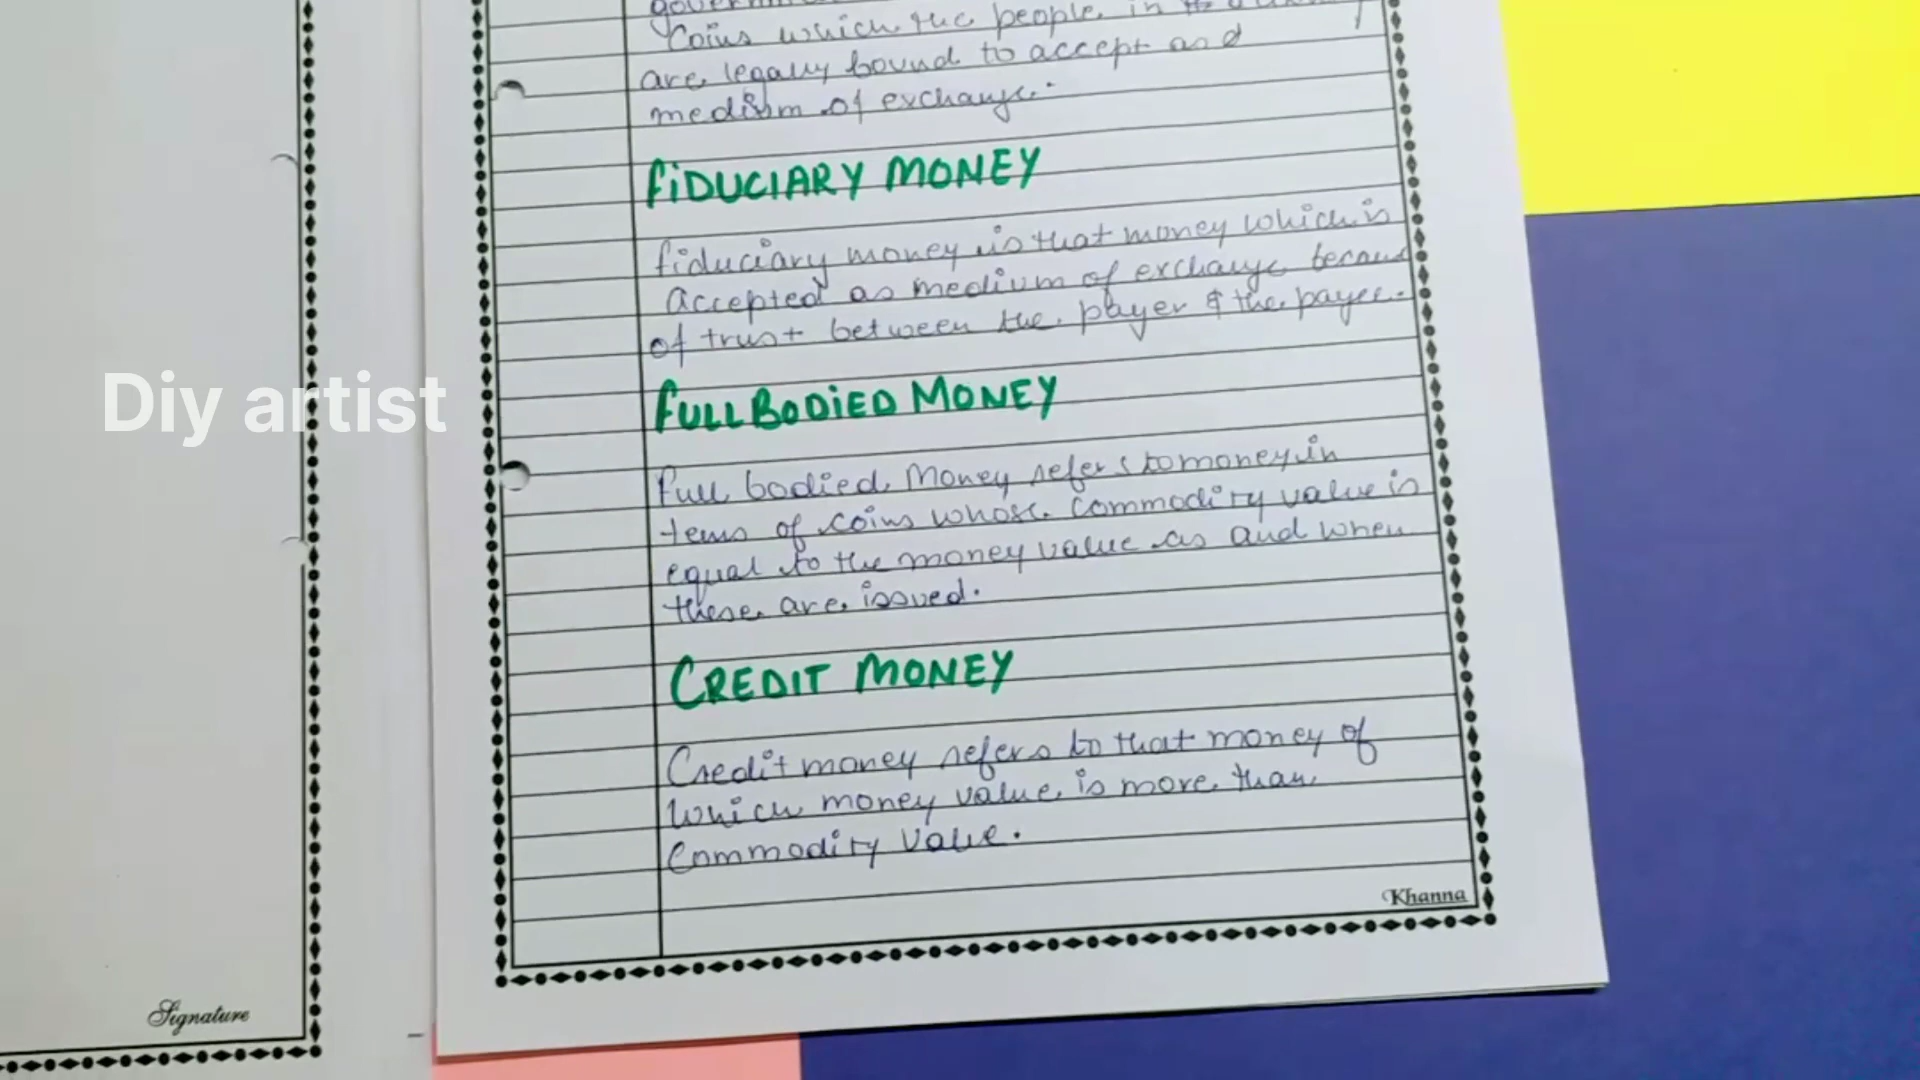 Coins which the people in
are legally bound to accept and
medium of exchange.
FiDUCIARY MONEY
fiduciary money is that money which is
Accepted as medium of exchange because
of trust between the payer & the payee.
FULL BODiED MONEY
Full bodied Money refers to money in
tems of coins whose Commodity value is
equal to the money value as and when
these are issued.
CREDIT MONEY
Credit money refers to that money of
which money value is more than
Commodity Value.
Khanna
Diy artist
Signature